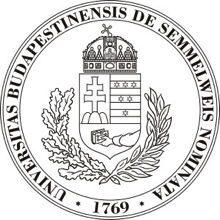 UNIVERSITAS BUDAPESTINENSIS DE SEMMELWEIS NOMINATA
· 1769 ·